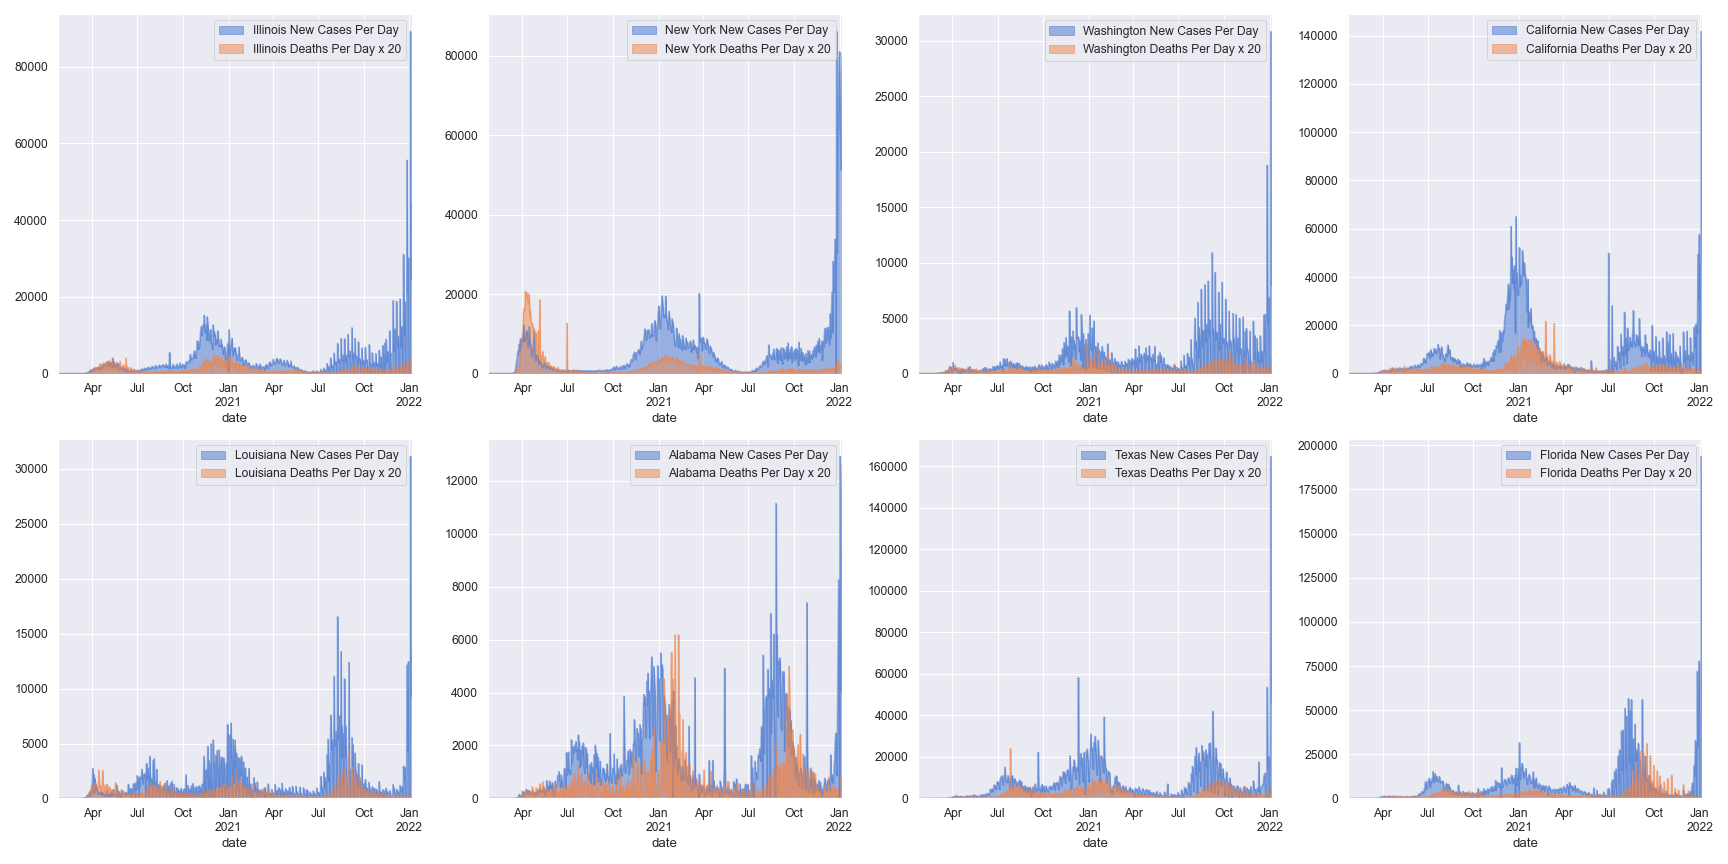 Illinois New Cases Per Day
Illinois Deaths Per Day x 20
80000
60000
40000
20000
0
Apr Jul Oct Jan Apr Jul Oct Jan
2021 2022
date
New York New Cases Per Day
New York Deaths Per Day x 20
80000
60000
40000
20000
0
Apr Jul Oct Jan Apr Jul Oct Jan
2021 2022
date
Washington New Cases Per Day
Washington Deaths Per Day x 20
30000
25000
20000
15000
10000
5000
0
Apr Jul Oct Jan Apr Jul Oct Jan
2021 2022
date
California New Cases Per Day
California Deaths Per Day x 20
140000
120000
100000
80000
60000
40000
20000
0
Apr Jul Oct Jan Apr Jul Oct Jan
2021 2022
date
Louisiana New Cases Per Day
Louisiana Deaths Per Day x 20
30000
25000
20000
15000
10000
5000
0
Apr Jul Oct Jan Apr Jul Oct Jan
2021 2022
date
Alabama New Cases Per Day
Alabama Deaths Per Day x 20
12000
10000
8000
6000
4000
2000
0
Apr Jul Oct Jan Apr Jul Oct Jan
2021 2022
date
Texas New Cases Per Day
Texas Deaths Per Day x 20
160000
140000
120000
100000
80000
60000
40000
20000
0
Apr Jul Oct Jan Apr Jul Oct Jan
2021 2022
date
Florida New Cases Per Day
Florida Deaths Per Day x 20
200000
175000
150000
125000
100000
75000
50000
25000
0
Apr Jul Oct Jan Apr Jul Oct Jan
2021 2022
date